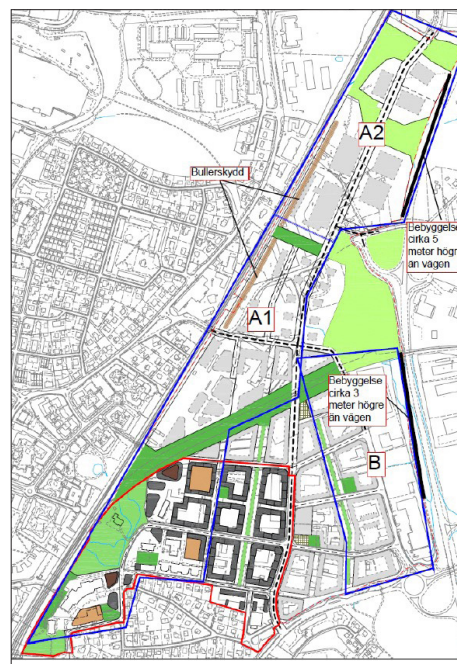 A2
Bullerskydd
Bebyggelse
cirka 5
meter högre
än vägen
A1
Bebyggelse
cirka 3
meter högre
än vägen
B